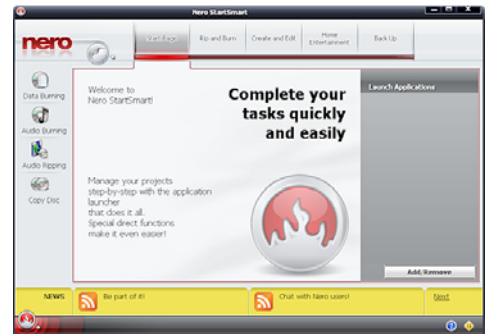 Nero StartSmart
nero
Start Page
Rip and Burn
Create and Edit
Home
Entertainment
Back Up
Data Burning
Audio Burning
Audio Ripping
Copy Disc
Welcome to
Nero StartSmart!
Complete your
tasks quickly
and easily
Manage your projects
step-by-step with the application
launcher
that does it all.
Special direct functions
make it even easier!
Launch Applications
Add/Remove
NEWS
Be part of it!
Chat with Nero users!
Next